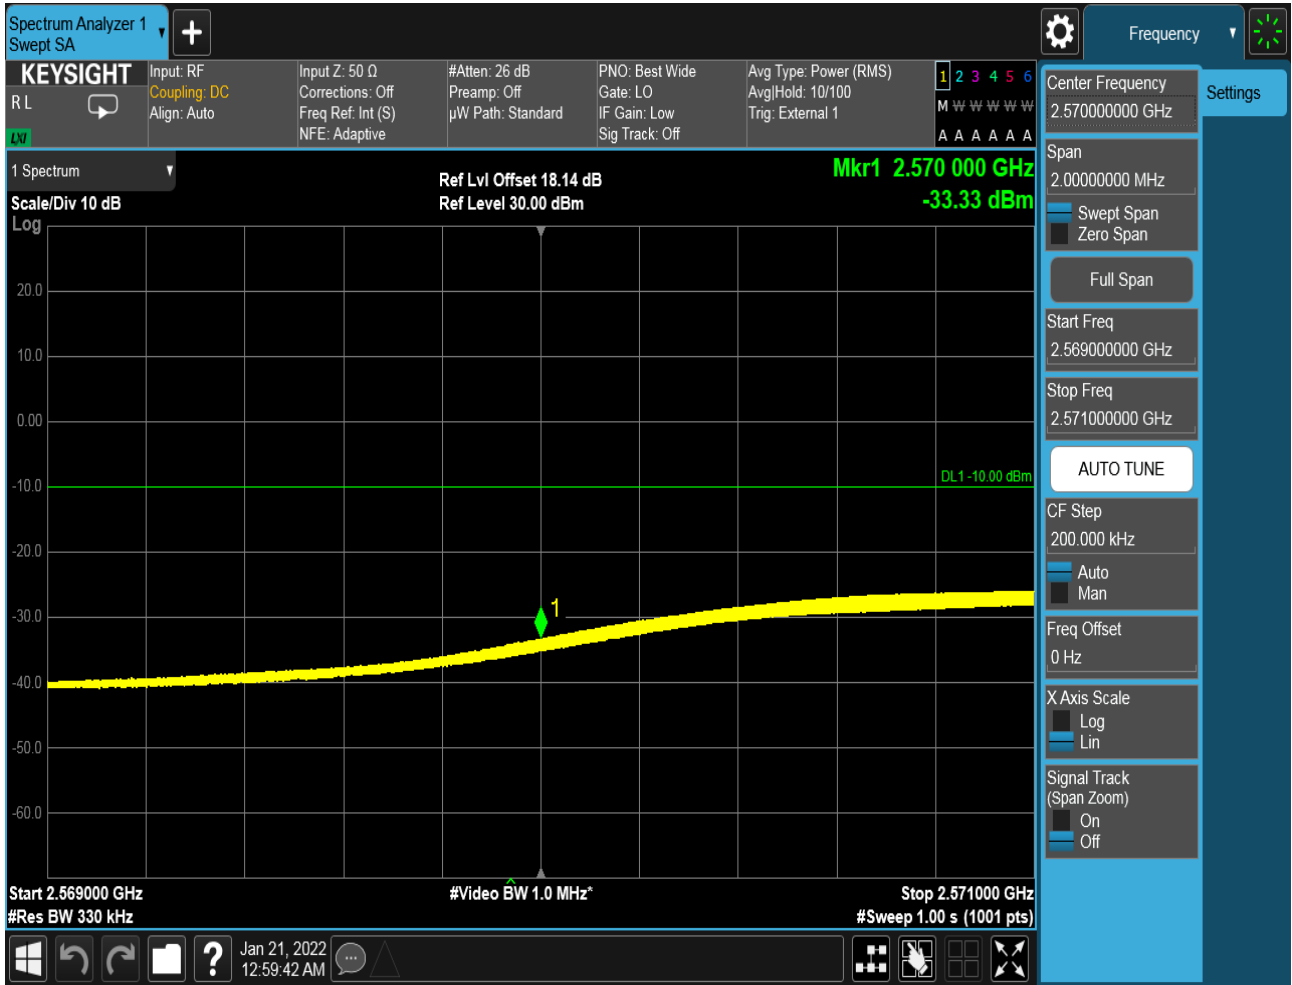 Spectrum Analyzer 1
Swept SA
Frequency
KEYSIGHT
R L
LXI
Input: RF
Coupling: DC
Align: Auto
Input Z: 50 Ω
Corrections: Off
Freq Ref: Int (S)
NFE: Adaptive
#Atten: 26 dB
Preamp: Off
µW Path: Standard
PNO: Best Wide
Gate: LO
IF Gain: Low
Sig Track: Off
Avg Type: Power (RMS)
Avg|Hold: 10/100
Trig: External 1
1 2 3 4 5 6
M W W W W W
A A A A A A
1 Spectrum
Scale/Div 10 dB
Log
Ref Lvl Offset 18.14 dB
Ref Level 30.00 dBm
Mkr1 2.570 000 GHz
-33.33 dBm
20.0
10.0
0.00
-10.0
-20.0
-30.0
-40.0
-50.0
-60.0
DL1 -10.00 dBm
1
Start 2.569000 GHz
#Res BW 330 kHz
#Video BW 1.0 MHz*
Stop 2.571000 GHz
#Sweep 1.00 s (1001 pts)
Center Frequency
2.570000000 GHz
Settings
Span
2.00000000 MHz
Swept Span
Zero Span
Full Span
Start Freq
2.569000000 GHz
Stop Freq
2.571000000 GHz
AUTO TUNE
CF Step
200.000 kHz
Auto
Man
Freq Offset
0 Hz
X Axis Scale
Log
Lin
Signal Track
(Span Zoom)
On
Off
?
Jan 21, 2022
12:59:42 AM